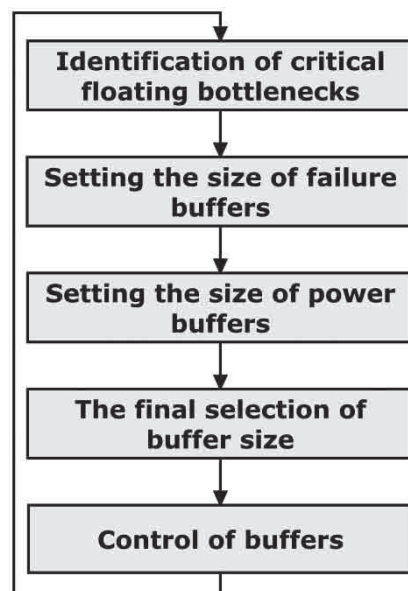 Identification of critical
floating bottlenecks
Setting the size of failure
buffers
Setting the size of power
buffers
The final selection of
buffer size
Control of buffers